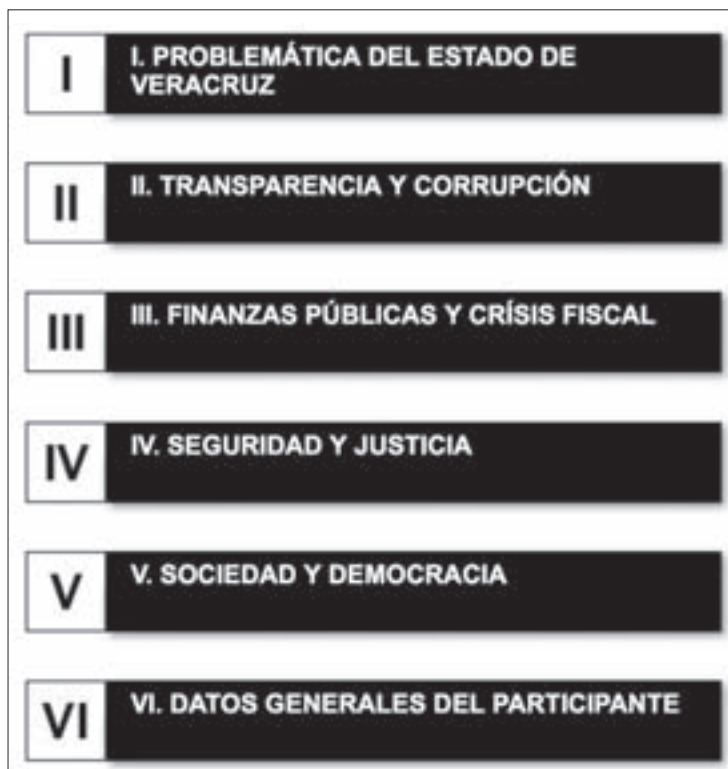 I
I. PROBLEMÁTICA DEL ESTADO DE
VERACRUZ
II
II. TRANSPARENCIA Y CORRUPCIÓN
III
III. FINANZAS PÚBLICAS Y CRÍSIS FISCAL
IV
IV. SEGURIDAD Y JUSTICIA
V
V. SOCIEDAD Y DEMOCRACIA
VI
VI. DATOS GENERALES DEL PARTICIPANTE